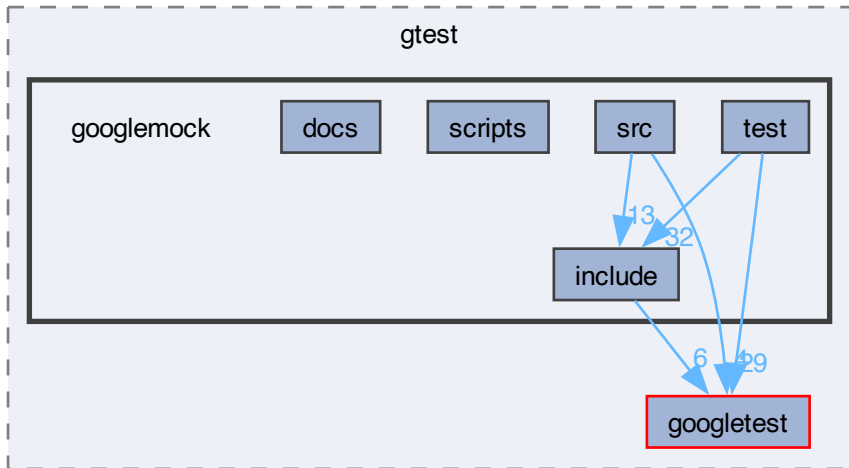 gtest
googlemock
docs
scripts
src
test
13
32
include
6
29
googletest